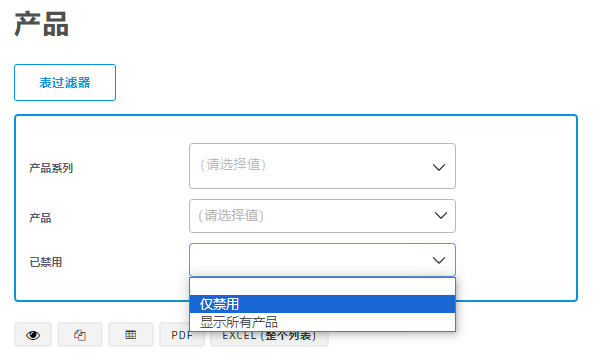 产品
表过滤器
产品系列
(请选择值)
产品
(请选择值)
已禁用
仅禁用
显示所有产品
PDF
EXCEL (整个列表)